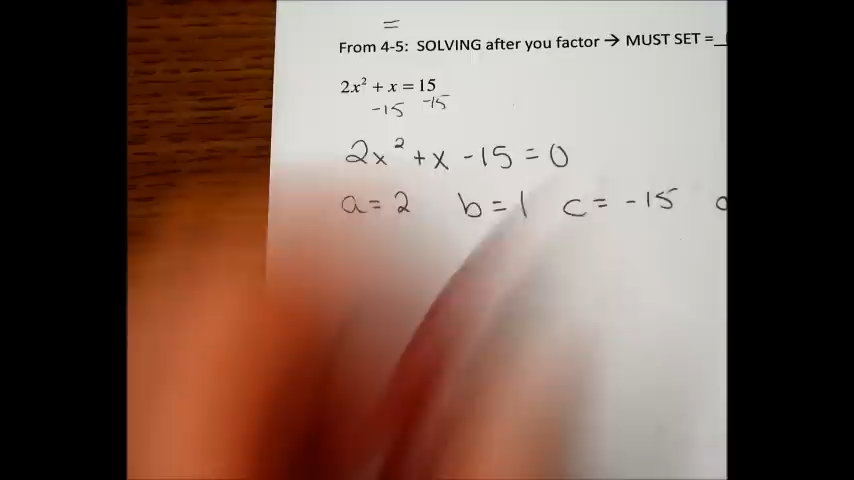 =
From 4-5: SOLVING after you factor → MUST SET =_
2x² + x = 15
-15 -15
2x² + x - 15 = 0
a = 2 b = 1 c = -15